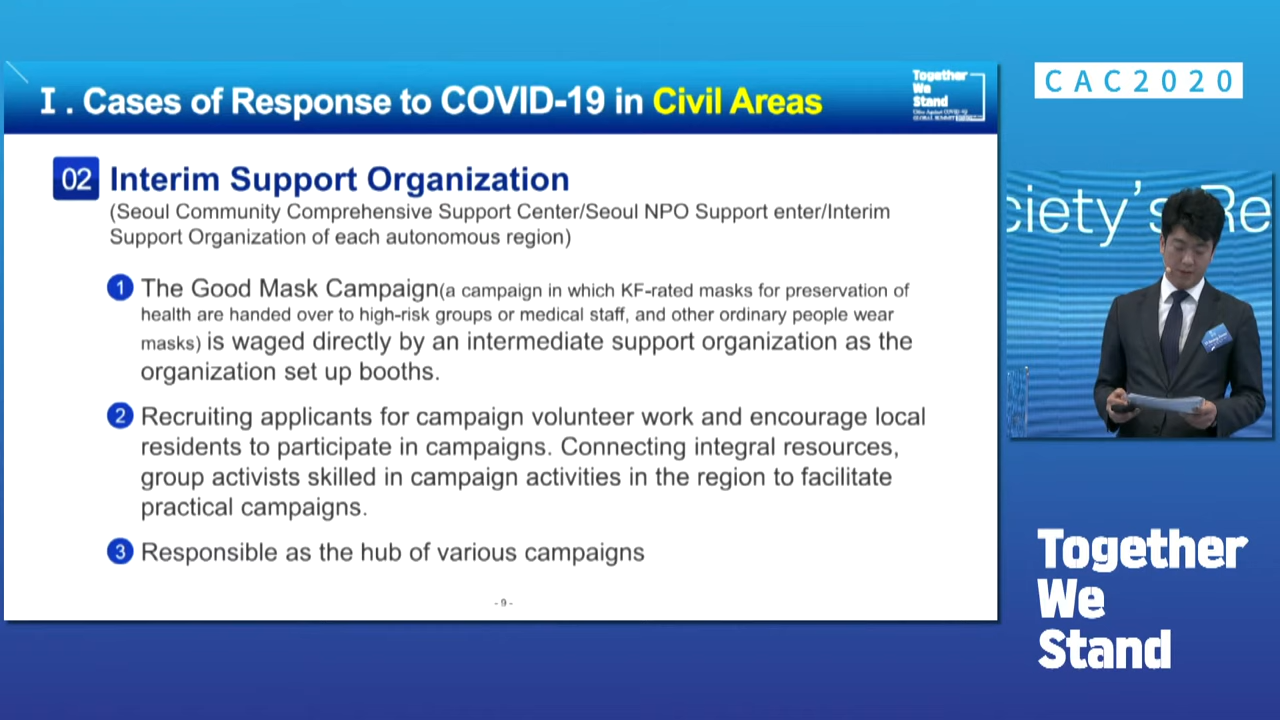 Ⅰ. Cases of Response to COVID-19 in Civil Areas
Together
We
Stand
02 Interim Support Organization
(Seoul Community Comprehensive Support Center/Seoul NPO Support enter/Interim
Support Organization of each autonomous region)
1 The Good Mask Campaign(a campaign in which KF-rated masks for preservation of
health are handed over to high-risk groups or medical staff, and other ordinary people wear
masks) is waged directly by an intermediate support organization as the
organization set up booths.
2 Recruiting applicants for campaign volunteer work and encourage local
residents to participate in campaigns. Connecting integral resources,
group activists skilled in campaign activities in the region to facilitate
practical campaigns.
3 Responsible as the hub of various campaigns
- 9 -
CAC2020
ciety's Re
Together
We
Stand